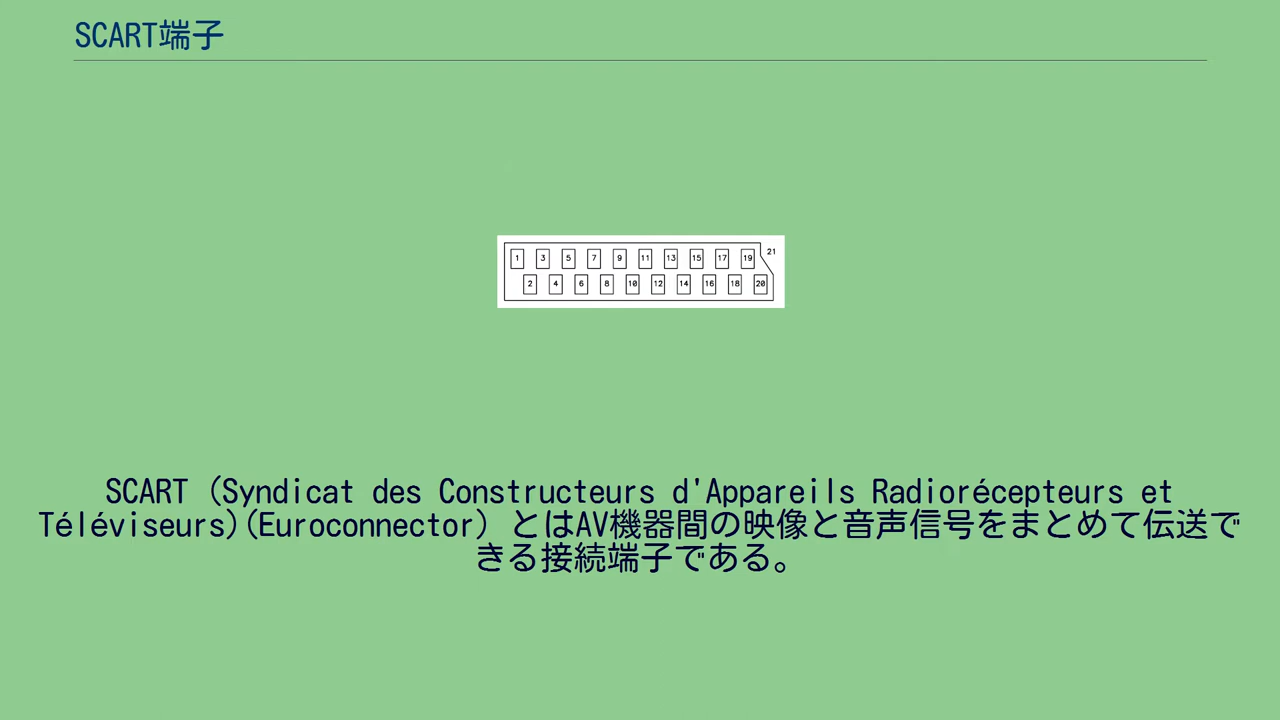 SCART端子
1 3 5 7 9 11 13 15 17 19 21
2 4 6 8 10 12 14 16 18 20
SCART (Syndicat des Constructeurs d'Appareils Radiorécepteurs et
Téléviseurs)(Euroconnector) とはAV機器間の映像と音声信号をまとめて伝送で
きる接続端子である。